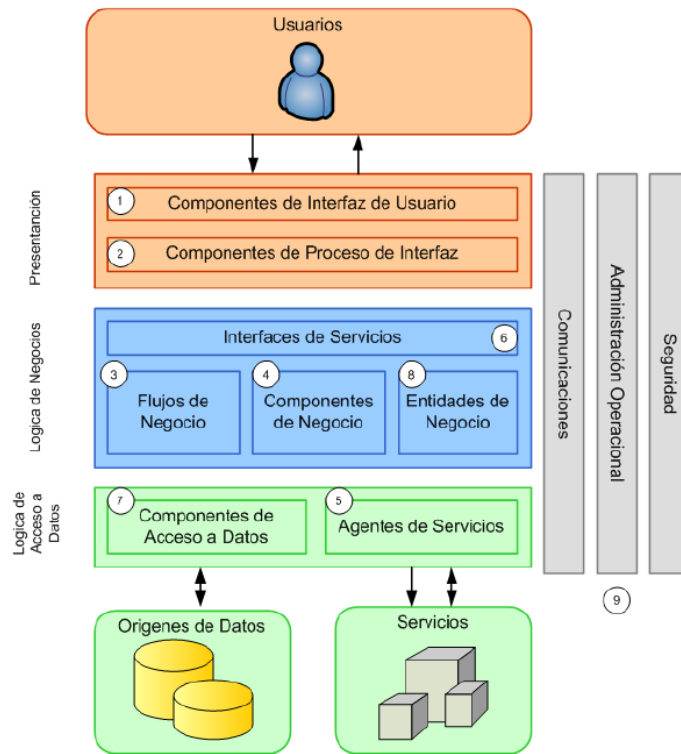 Usuarios
Presentanción
1
Componentes de Interfaz de Usuario
2
Componentes de Proceso de Interfaz
Logica de Negocios
Interfaces de Servicios
6
3
Flujos de
Negocio
4
Componentes
de Negocio
8
Entidades de
Negocio
Logica de
Acceso a
Datos
7
Componentes de
Acceso a Datos
5
Agentes de Servicios
Comunicaciones
Administración Operacional
Seguridad
9
Origenes de Datos
Servicios